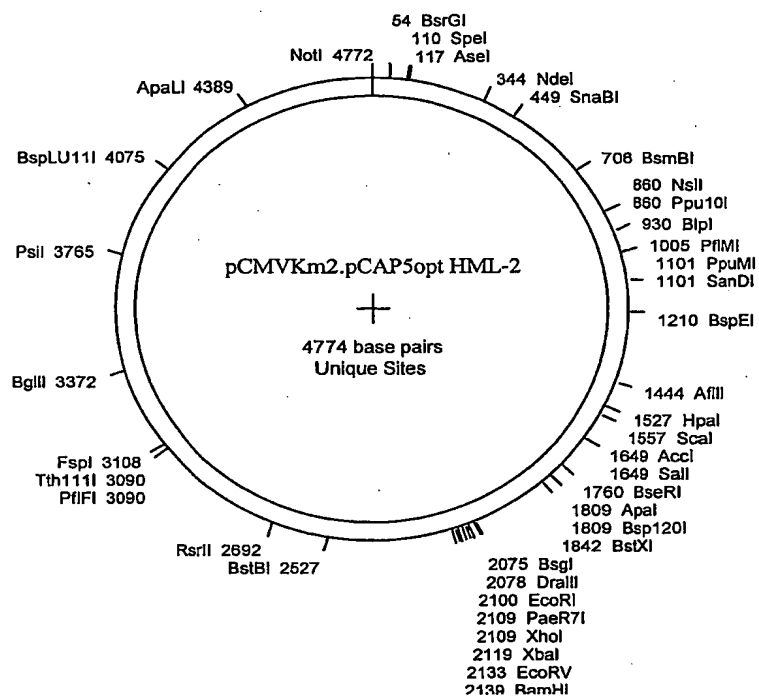 54 BsrGI
110 SpeI
117 AseI
NotI 4772
344 NdeI
449 SnaBI
706 BsmBI
860 NsiI
860 Ppu10I
930 BlpI
1005 PflMI
1101 PpuMI
1101 SanDI
1210 BspEI
1444 AflII
1527 HpaI
1557 ScaI
1649 AccI
1649 SalI
1760 BseRI
1809 ApaI
1809 Bsp120I
1842 BstXI
2075 BsgI
2078 DraIII
2100 EcoRI
2109 PaeR7I
2109 XhoI
2119 XbaI
2133 EcoRV
2139 BamHI
BstBI 2527
RsrII 2692
PflFI 3090
Tth111I 3090
FspI 3108
BglII 3372
PsiI 3765
BspLU11I 4075
ApaLI 4389
pCMVKm2.pCAP5opt HML-2
4774 base pairs
Unique Sites